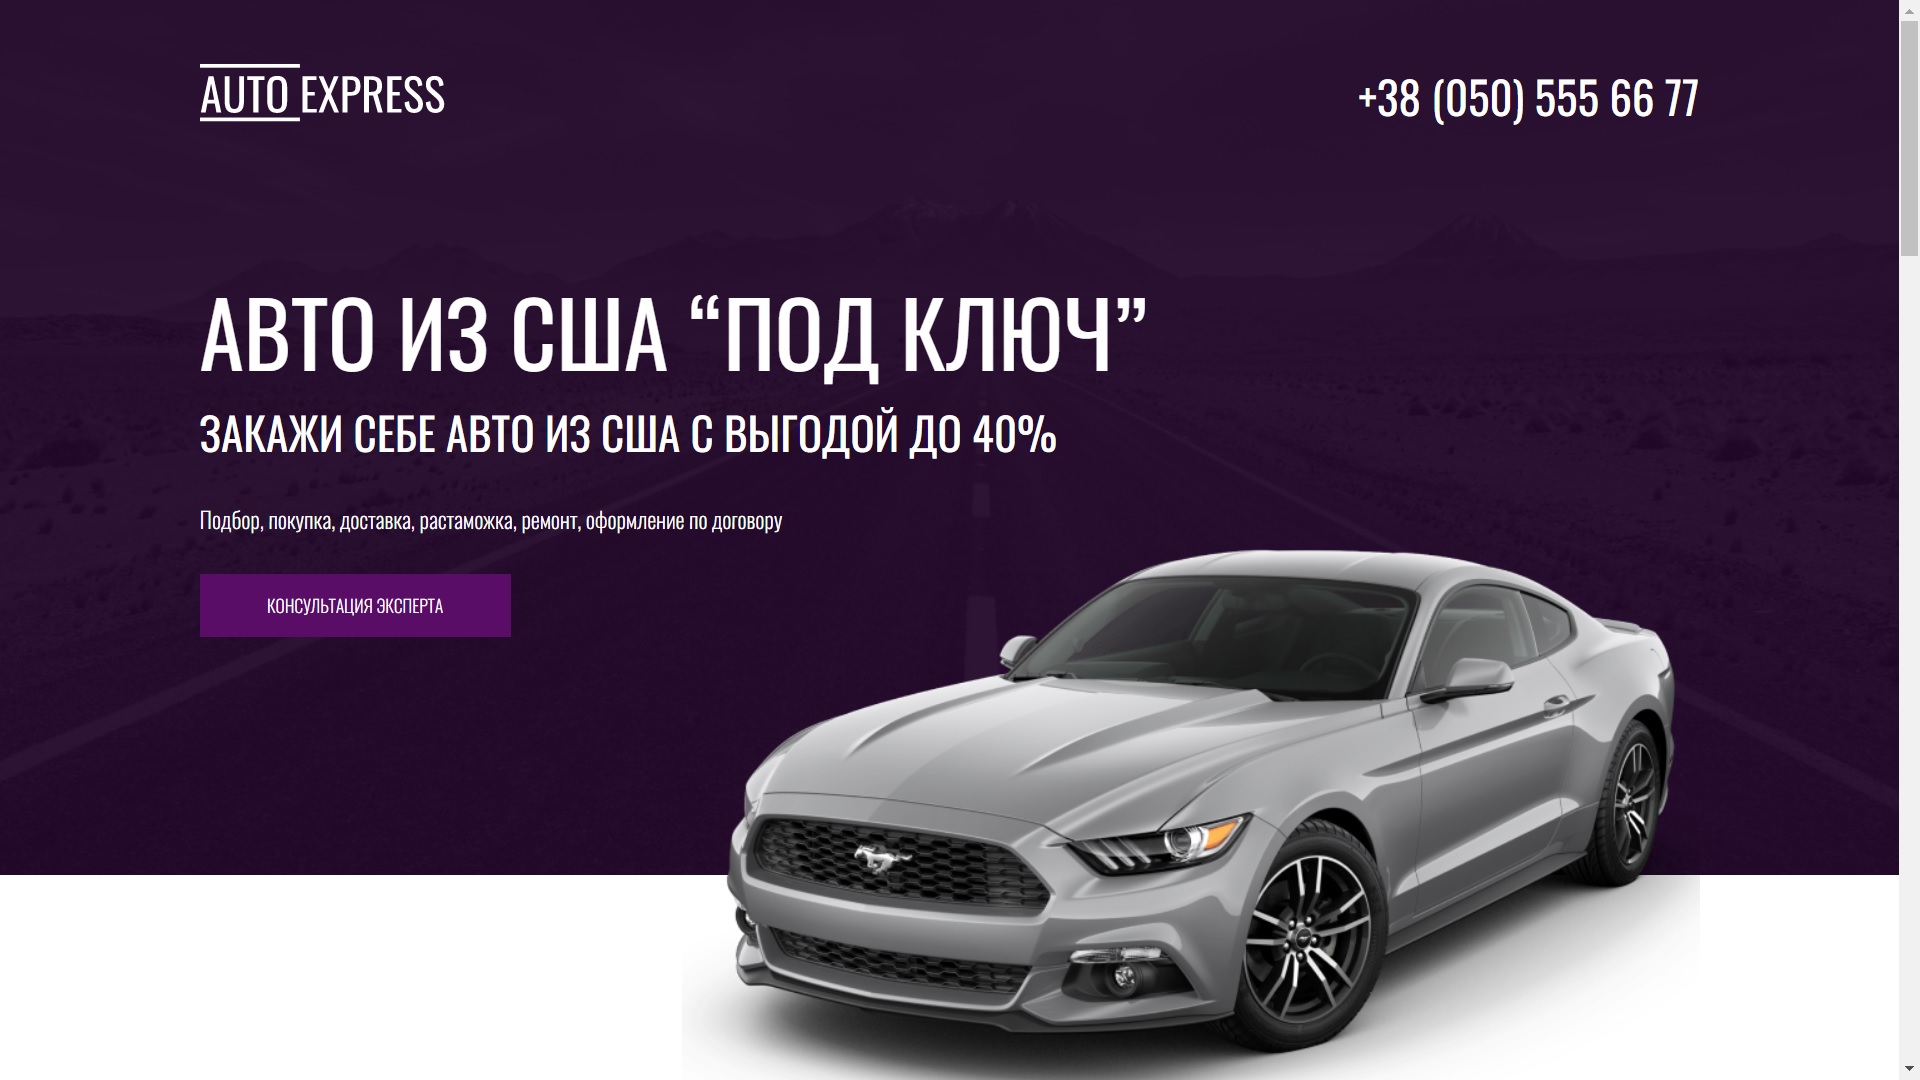 AUTO EXPRESS
+38 (050) 555 66 77
АВТО ИЗ США “ПОД КЛЮЧ”
ЗАКАЖИ СЕБЕ АВТО ИЗ США С ВЫГОДОЙ ДО 40%
Подбор, покупка, доставка, растаможка, ремонт, оформление по договору
КОНСУЛЬТАЦИЯ ЭКСПЕРТА